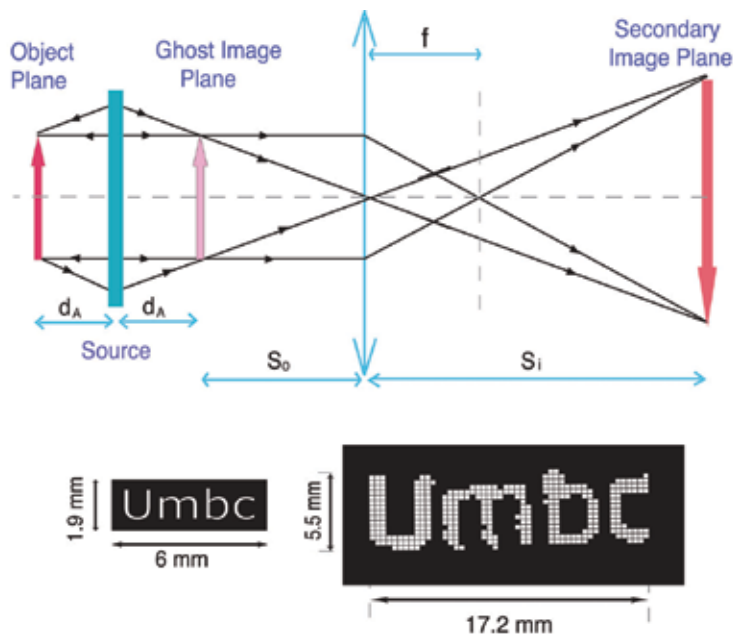 Object
Plane
Ghost Image
Plane
f
Secondary
Image Plane
dA
dA
Source
So
Si
1.9 mm
Umbc
6 mm
5.5 mm
Umbc
17.2 mm